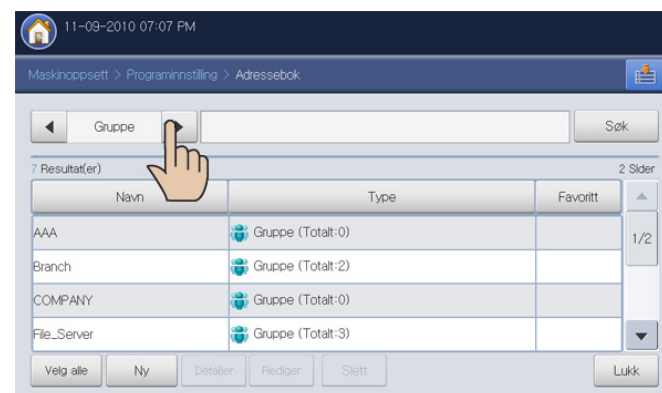 11-09-2010 07:07 PM
Maskinoppsett > Programinnstilling > Adressebok
Gruppe Søk
7 Resultat(er) 2 Sider
Navn Type Favoritt
AAA Gruppe (Totalt:0)
1/2
Branch Gruppe (Totalt:2)
COMPANY Gruppe (Totalt:0)
File_Server Gruppe (Totalt:3)
Velg alle Ny Detaljer Rediger Slett Lukk